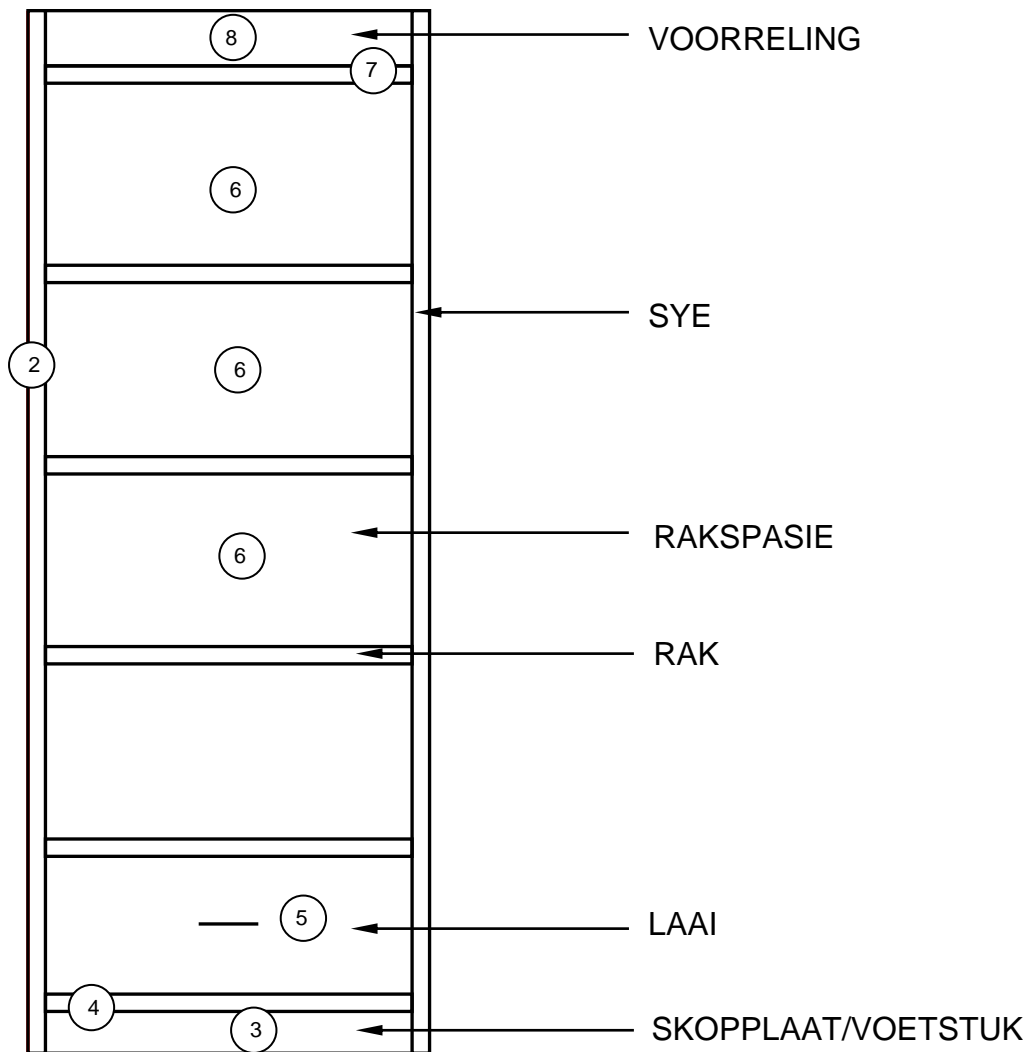 8
VOORRELING
7
6
SYE
2
6
RAKSPASIE
6
RAK
5
LAAI
4
3
SKOPPLAAT/VOETSTUK